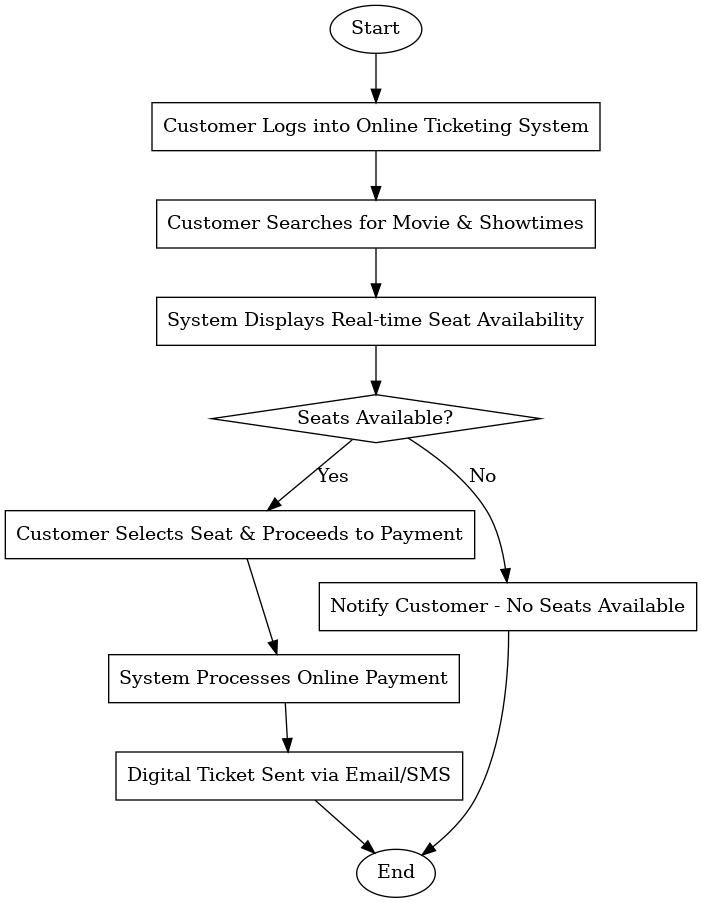 Start
Customer Logs into Online Ticketing System
Customer Searches for Movie & Showtimes
System Displays Real-time Seat Availability
Seats Available?
Yes
No
Customer Selects Seat & Proceeds to Payment
Notify Customer - No Seats Available
System Processes Online Payment
Digital Ticket Sent via Email/SMS
End